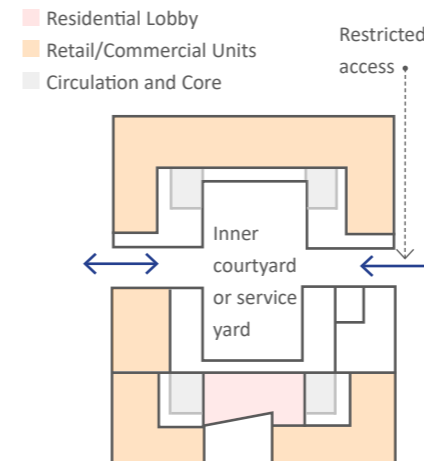 Residential Lobby
Retail/Commercial Units
Circulation and Core
Restricted
access
Inner
courtyard
or service
yard